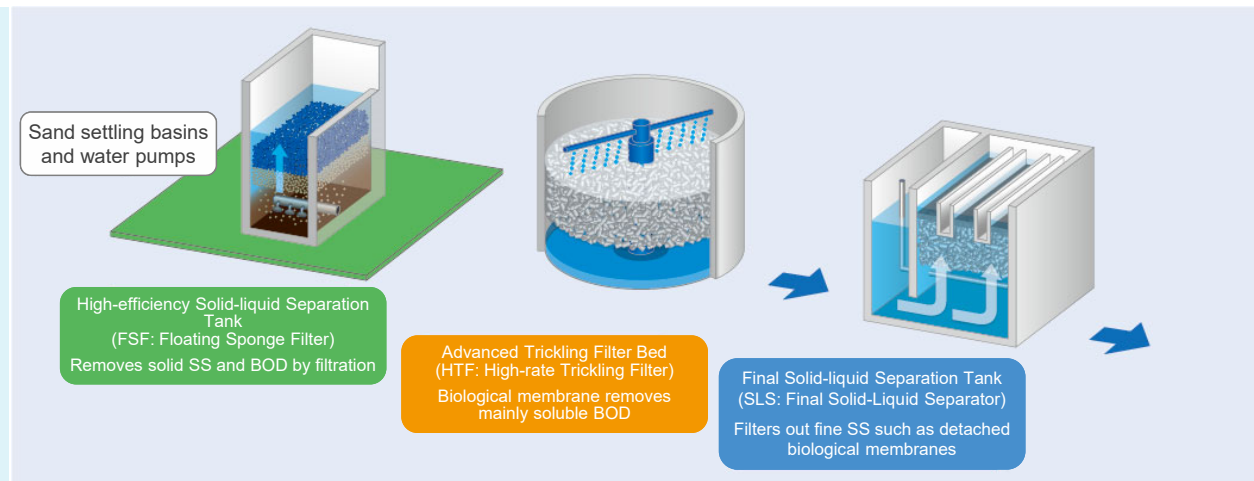 Sand settling basins
and water pumps
High-efficiency Solid-liquid Separation
Tank
(FSF: Floating Sponge Filter)
Removes solid SS and BOD by filtration
Advanced Trickling Filter Bed
(HTF: High-rate Trickling Filter)
Biological membrane removes
mainly soluble BOD
Final Solid-liquid Separation Tank
(SLS: Final Solid-Liquid Separator)
Filters out fine SS such as detached
biological membranes